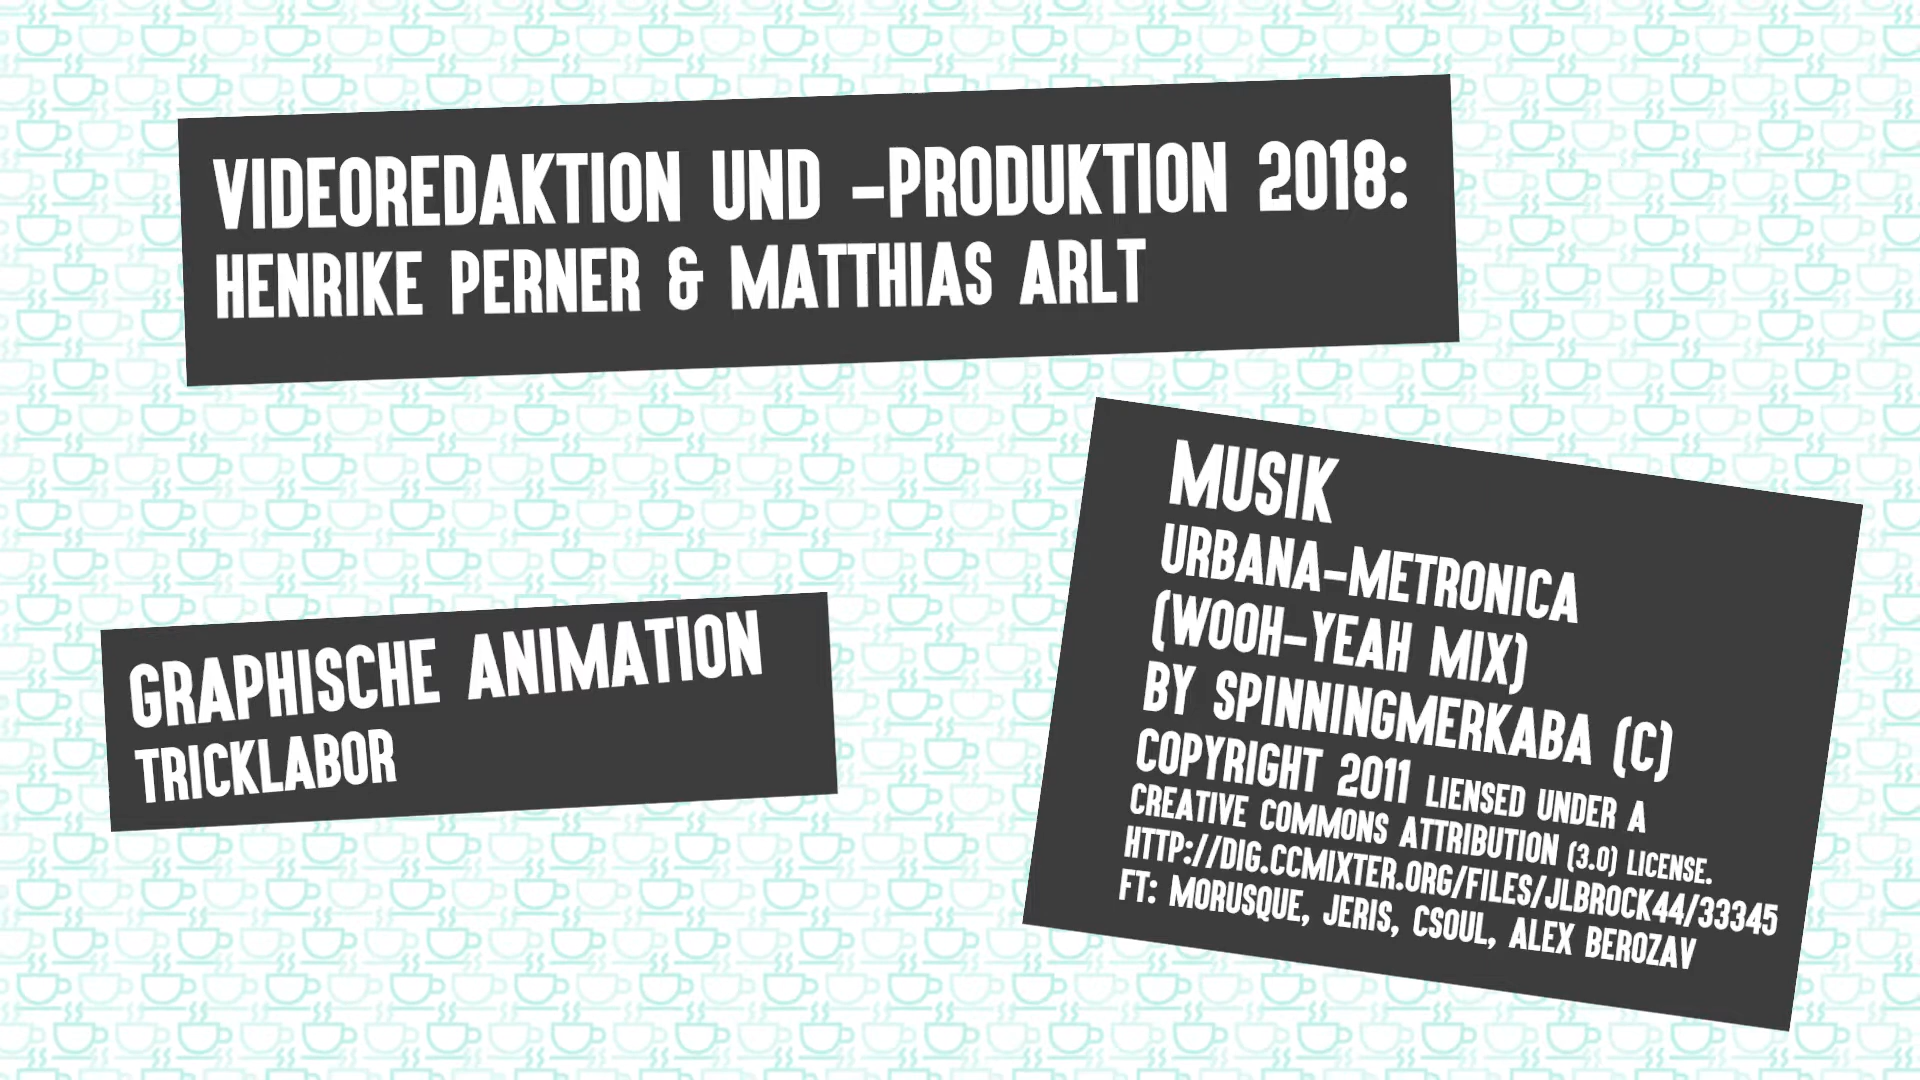 VIDEOREDAKTION UND -PRODUKTION 2018:
HENRIKE PERNER & MATTHIAS ARLT
GRAPHISCHE ANIMATION
TRICKLABOR
MUSIK
URBANA-METRONICA
(WOOH-YEAH MIX)
BY SPINNINGMERKABA (C)
COPYRIGHT 2011 LIENSED UNDER A
CREATIVE COMMONS ATTRIBUTION (3.0) LICENSE.
HTTP://DIG.CCMIXTER.ORG/FILES/JLBROCK44/33345
FT: MORUSQUE, JERIS, CSOUL, ALEX BEROZAV